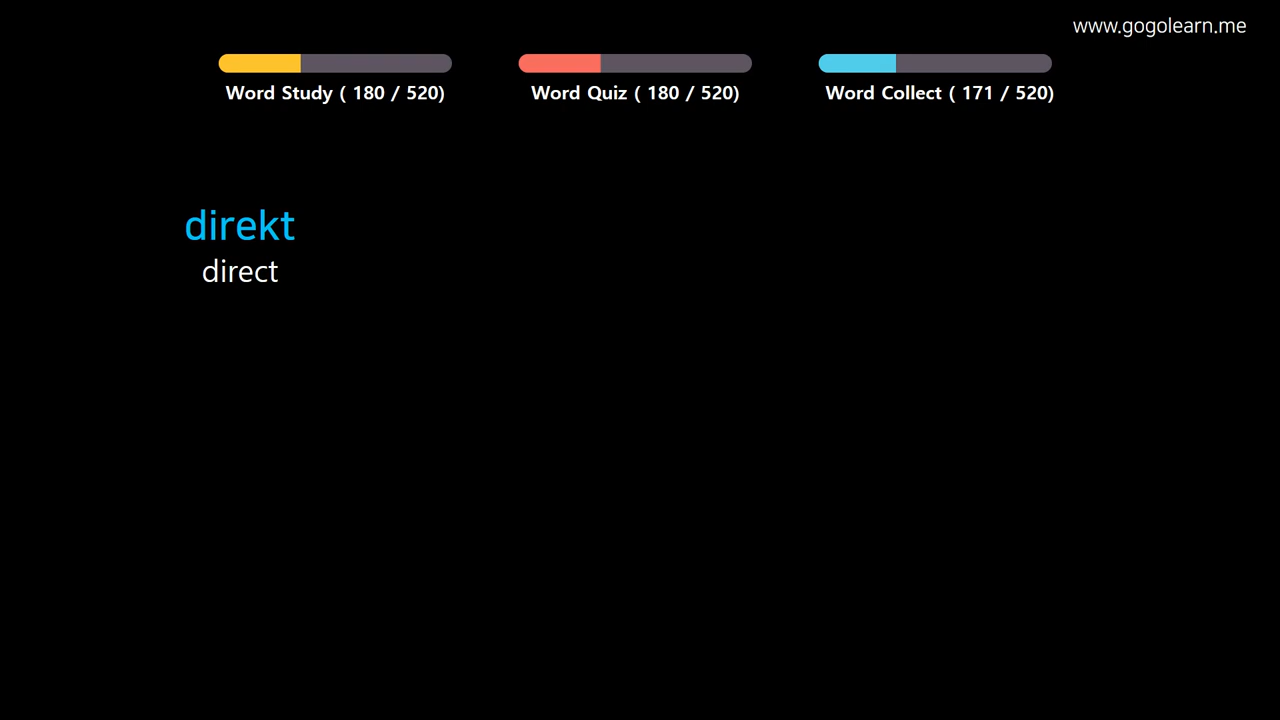 www.gogolearn.me
Word Study ( 180 / 520)
Word Quiz ( 180 / 520)
Word Collect ( 171 / 520)
direkt
direct